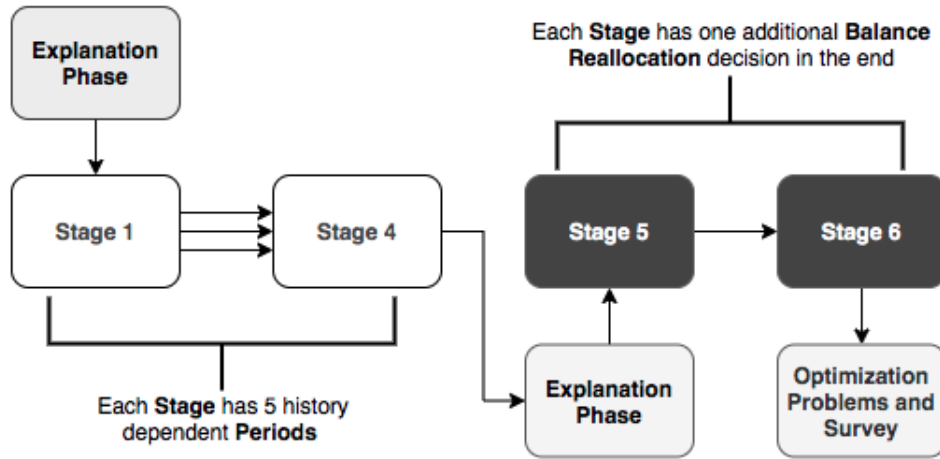 Explanation
Phase
Each Stage has one additional Balance
Reallocation decision in the end
Stage 1
Stage 4
Stage 5
Stage 6
Each Stage has 5 history
dependent Periods
Explanation
Phase
Optimization
Problems and
Survey